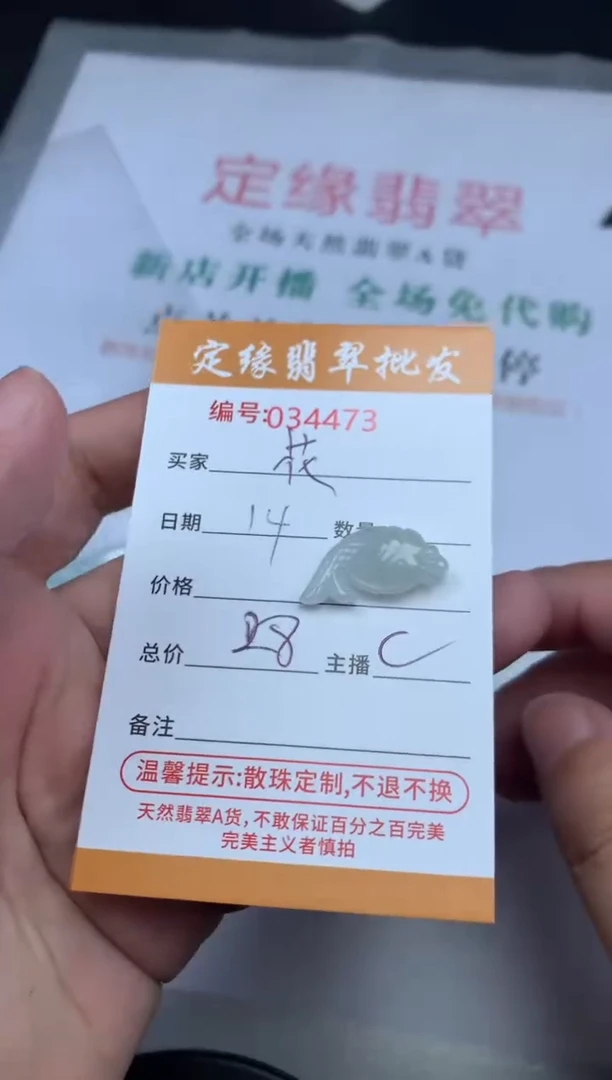 定缘翡翠
全场天然翡翠A货
新店开播 全场免代购
停
定缘翡翠批发
编号:034473
买家 花
日期 14 数量
价格
总价 28 主播 C
备注
温馨提示:散珠定制,不退不换
天然翡翠A货,不敢保证百分之百完美
完美主义者慎拍